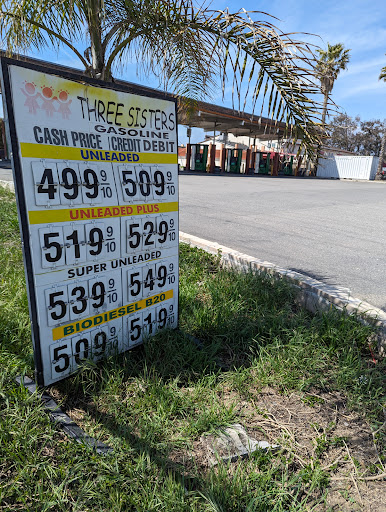 THREE SISTERS
GASOLINE
CASH PRICE CREDIT DEBIT
UNLEADED
499 9/10 509 9/10
UNLEADED PLUS
519 9/10 529 9/10
SUPER UNLEADED
539 9/10 549 9/10
BIODIESEL B20
509 9/10 519 9/10